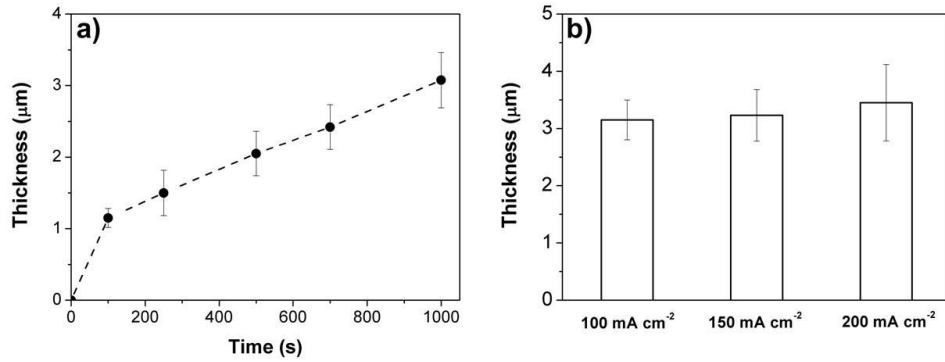 a)
4
3
2
1
0
Thickness (μm)
0 200 400 600 800 1000
Time (s)
b)
5
4
3
2
1
0
Thickness (μm)
100 mA cm⁻² 150 mA cm⁻² 200 mA cm⁻²